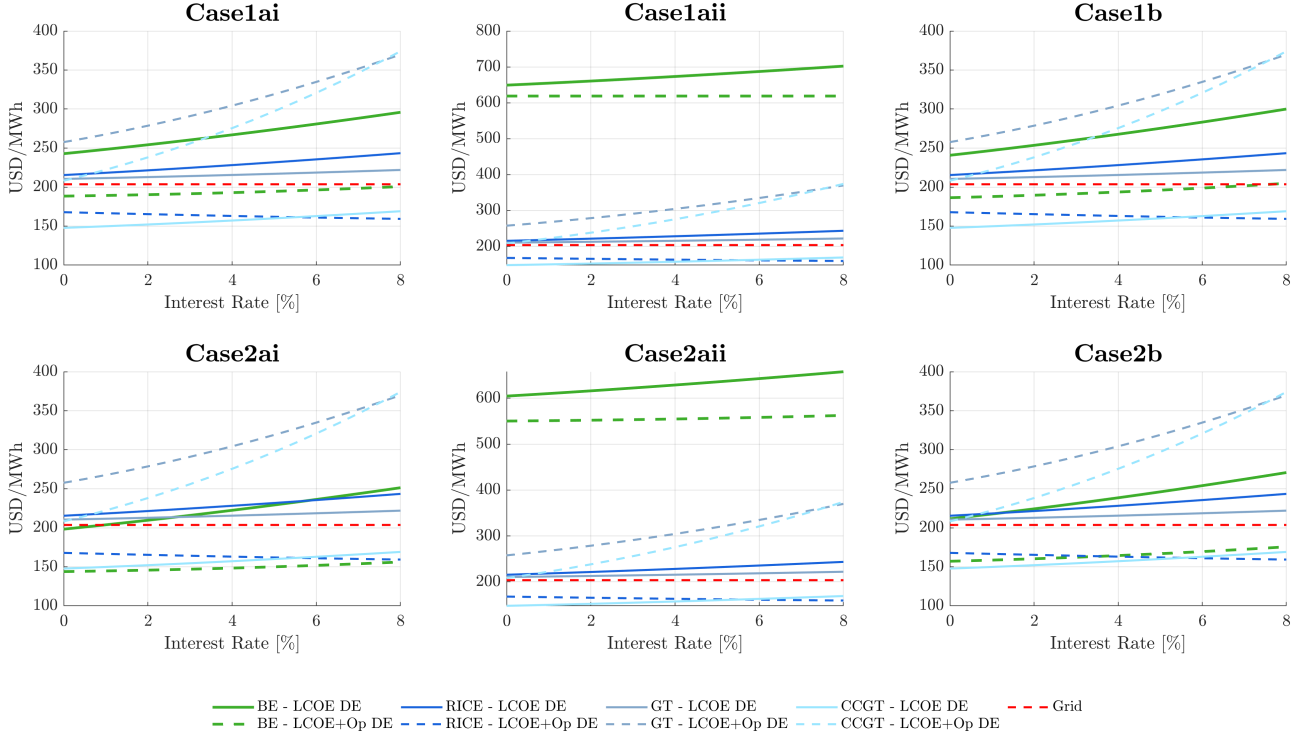 Case1ai
Case1aii
Case1b
400
350
300
250
200
150
100
USD/MWh
0 2 4 6 8
Interest Rate [%]
800
700
600
500
400
300
200
USD/MWh
0 2 4 6 8
Interest Rate [%]
400
350
300
250
200
150
100
USD/MWh
0 2 4 6 8
Interest Rate [%]
Case2ai
Case2aii
Case2b
400
350
300
250
200
150
100
USD/MWh
0 2 4 6 8
Interest Rate [%]
600
500
400
300
200
USD/MWh
0 2 4 6 8
Interest Rate [%]
400
350
300
250
200
150
100
USD/MWh
0 2 4 6 8
Interest Rate [%]
BE - LCOE DE RICE - LCOE DE GT - LCOE DE CCGT - LCOE DE Grid
BE - LCOE+Op DE RICE - LCOE+Op DE GT - LCOE+Op DE CCGT - LCOE+Op DE